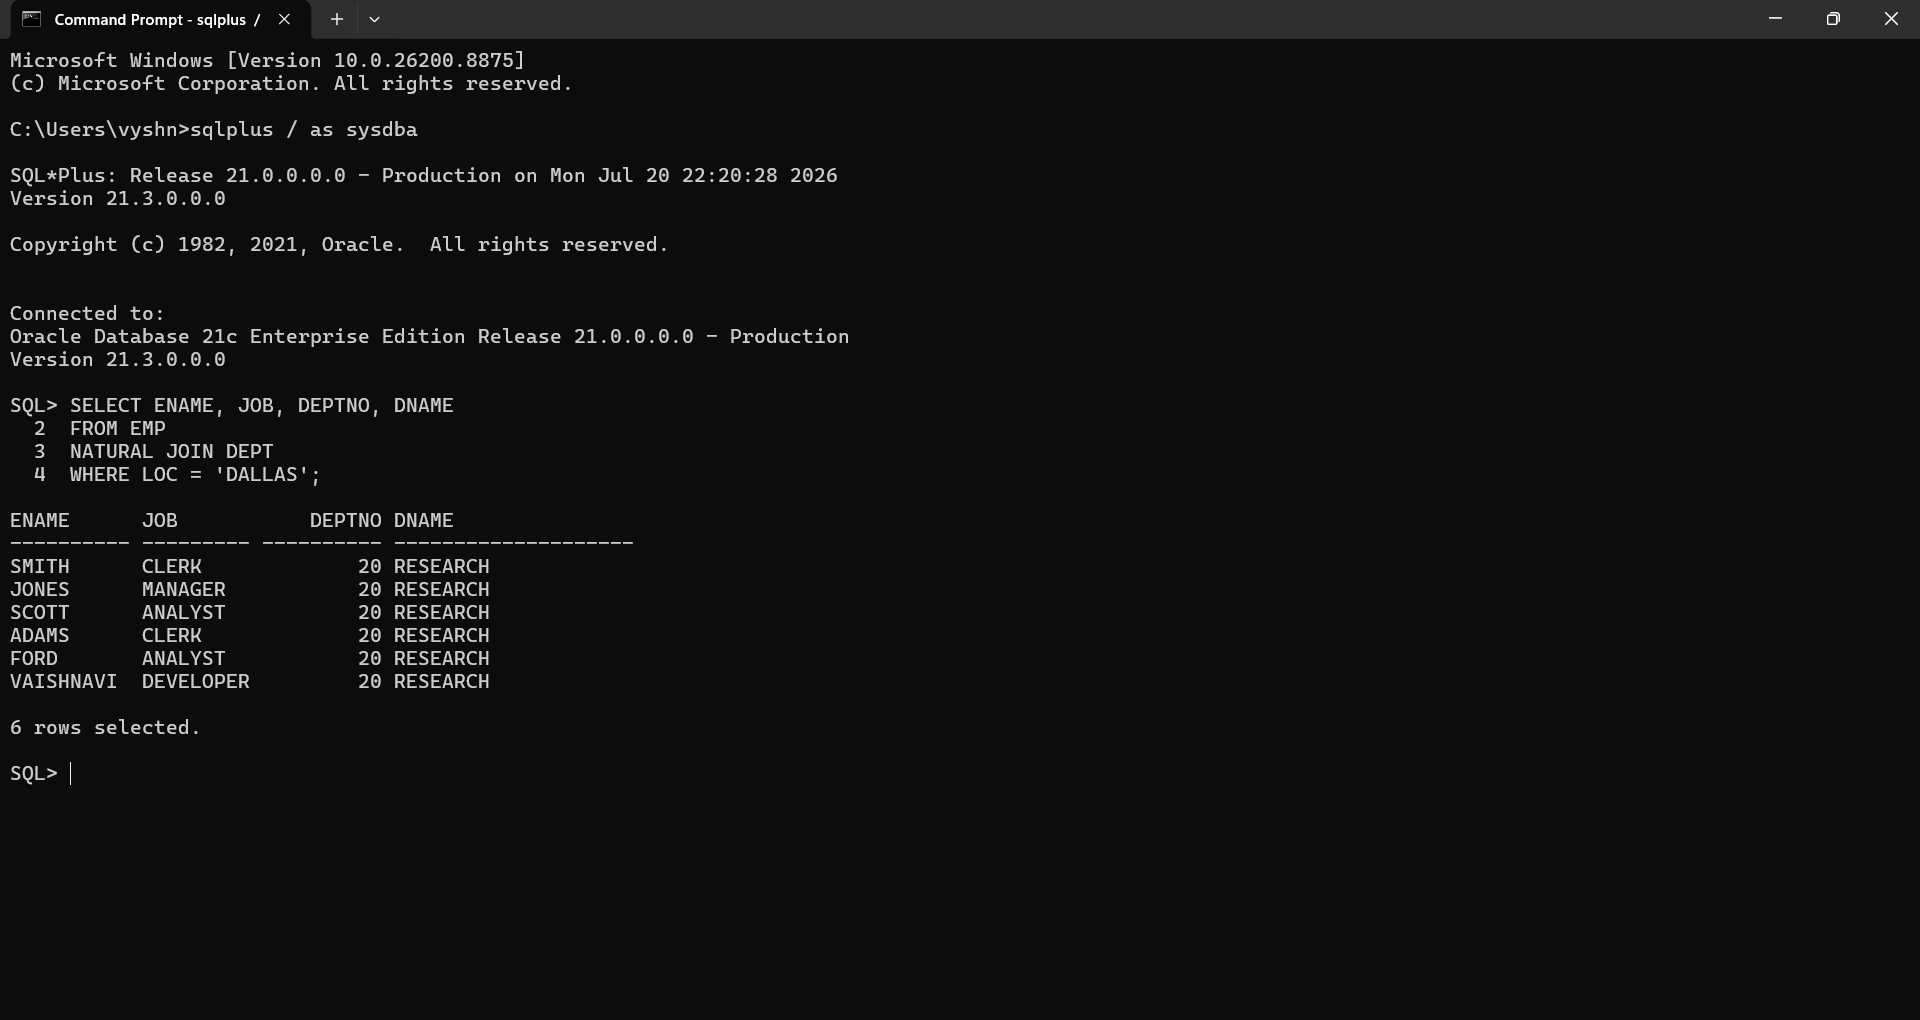 Command Prompt - sqlplus /
Microsoft Windows [Version 10.0.26200.8875]
(c) Microsoft Corporation. All rights reserved.

C:\Users\vyshn>sqlplus / as sysdba

SQL*Plus: Release 21.0.0.0.0 - Production on Mon Jul 20 22:20:28 2026
Version 21.3.0.0.0

Copyright (c) 1982, 2021, Oracle.  All rights reserved.


Connected to:
Oracle Database 21c Enterprise Edition Release 21.0.0.0.0 - Production
Version 21.3.0.0.0

SQL> SELECT ENAME, JOB, DEPTNO, DNAME
  2  FROM EMP
  3  NATURAL JOIN DEPT
  4  WHERE LOC = 'DALLAS';

ENAME      JOB           DEPTNO DNAME
---------- --------- ---------- --------------------
SMITH      CLERK             20 RESEARCH
JONES      MANAGER           20 RESEARCH
SCOTT      ANALYST           20 RESEARCH
ADAMS      CLERK             20 RESEARCH
FORD       ANALYST           20 RESEARCH
VAISHNAVI  DEVELOPER         20 RESEARCH

6 rows selected.

SQL>